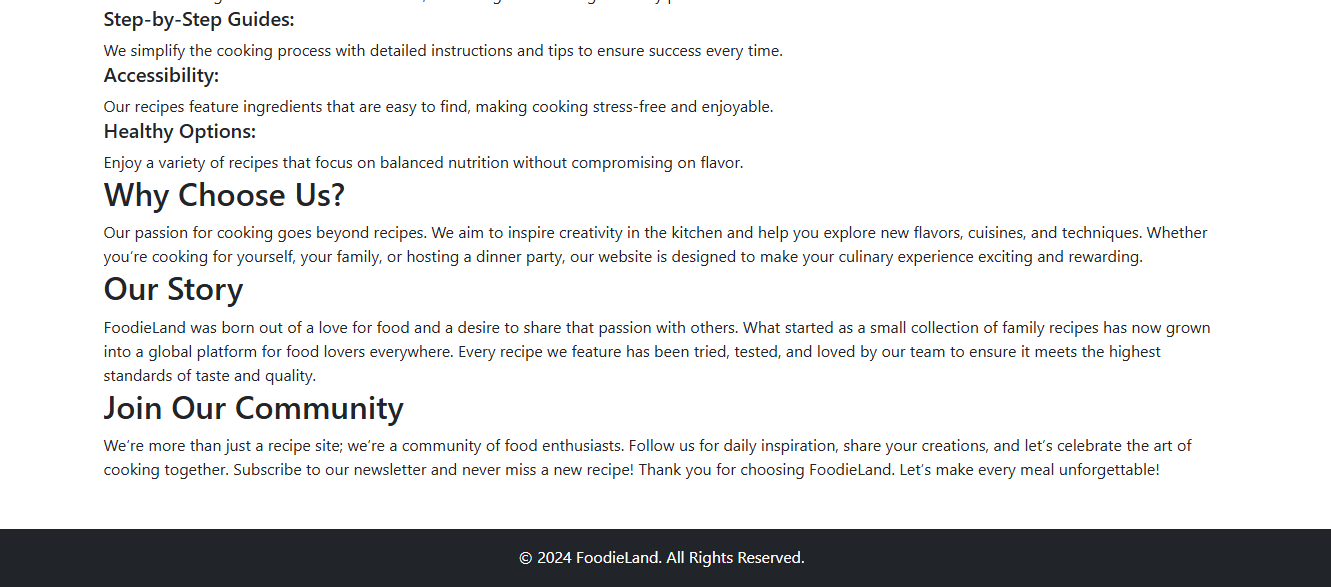 Step-by-Step Guides:
We simplify the cooking process with detailed instructions and tips to ensure success every time.
Accessibility:
Our recipes feature ingredients that are easy to find, making cooking stress-free and enjoyable.
Healthy Options:
Enjoy a variety of recipes that focus on balanced nutrition without compromising on flavor.
Why Choose Us?
Our passion for cooking goes beyond recipes. We aim to inspire creativity in the kitchen and help you explore new flavors, cuisines, and techniques. Whether
you’re cooking for yourself, your family, or hosting a dinner party, our website is designed to make your culinary experience exciting and rewarding.
Our Story
FoodieLand was born out of a love for food and a desire to share that passion with others. What started as a small collection of family recipes has now grown
into a global platform for food lovers everywhere. Every recipe we feature has been tried, tested, and loved by our team to ensure it meets the highest
standards of taste and quality.
Join Our Community
We’re more than just a recipe site; we’re a community of food enthusiasts. Follow us for daily inspiration, share your creations, and let’s celebrate the art of
cooking together. Subscribe to our newsletter and never miss a new recipe! Thank you for choosing FoodieLand. Let’s make every meal unforgettable!
© 2024 FoodieLand. All Rights Reserved.